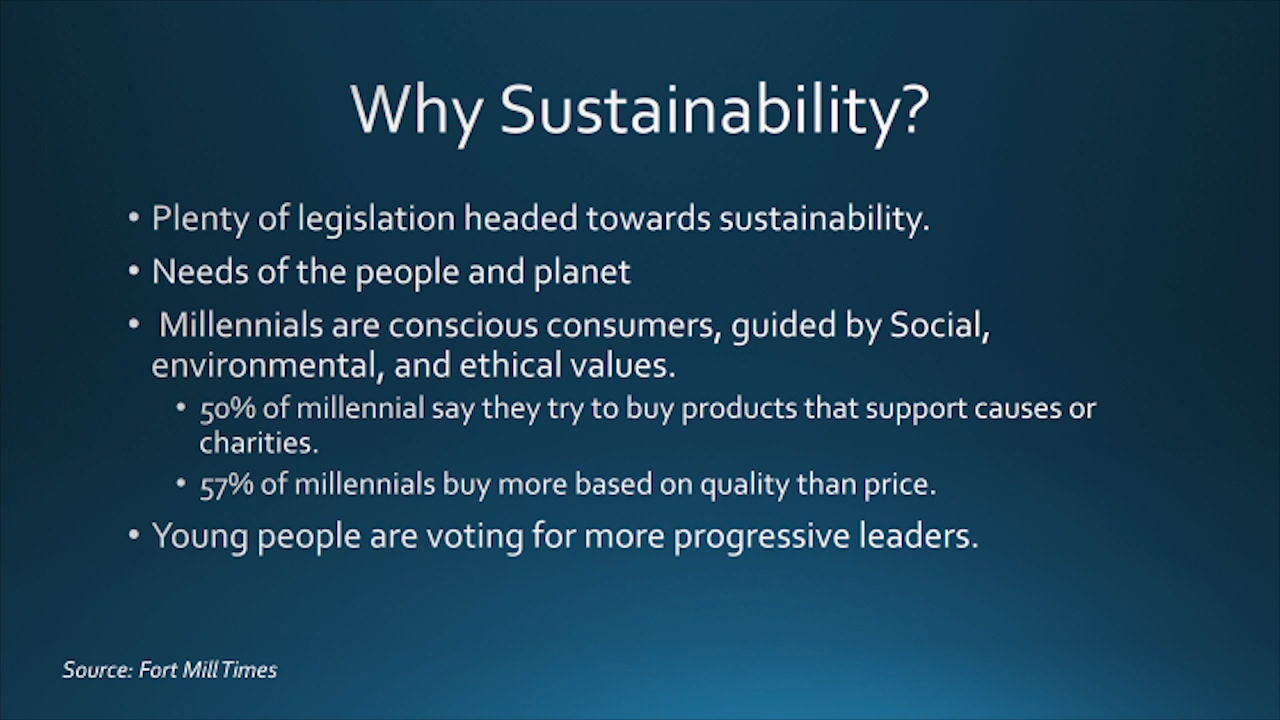 Why Sustainability?
• Plenty of legislation headed towards sustainability.
• Needs of the people and planet
• Millennials are conscious consumers, guided by Social,
environmental, and ethical values.
• 50% of millennial say they try to buy products that support causes or
charities.
• 57% of millennials buy more based on quality than price.
• Young people are voting for more progressive leaders.
Source: Fort Mill Times